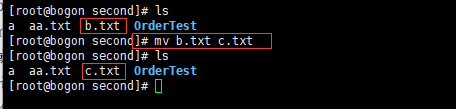 [root@bogon second]# ls
a  aa.txt  b.txt  OrderTest
[root@bogon second]# mv b.txt c.txt
[root@bogon second]# ls
a  aa.txt  c.txt  OrderTest
[root@bogon second]#